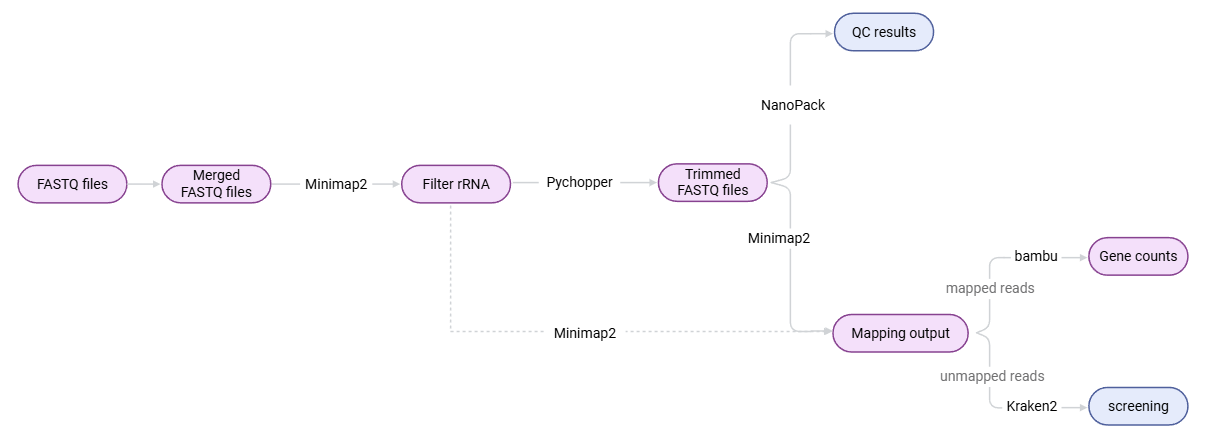 QC results
NanoPack
FASTQ files
Merged
FASTQ files
Minimap2
Filter rRNA
Pychopper
Trimmed
FASTQ files
Minimap2
bambu
Gene counts
mapped reads
Minimap2
Mapping output
unmapped reads
Kraken2
screening